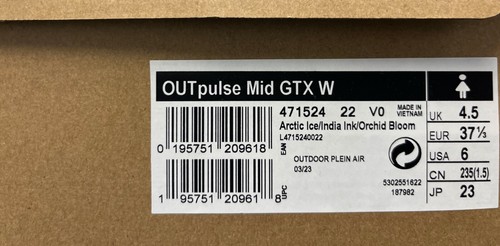 OUTpulse Mid GTX W
471524 22 V0 MADE IN VIETNAM
Arctic Ice/India Ink/Orchid Bloom
L4715240022
0 195751 209618 EAN
OUTDOOR PLEIN AIR
03/23
1 95751 20961 8 UPC
5302551622
187982
UK 4.5
EUR 37⅓
USA 6
CN 235(1.5)
JP 23